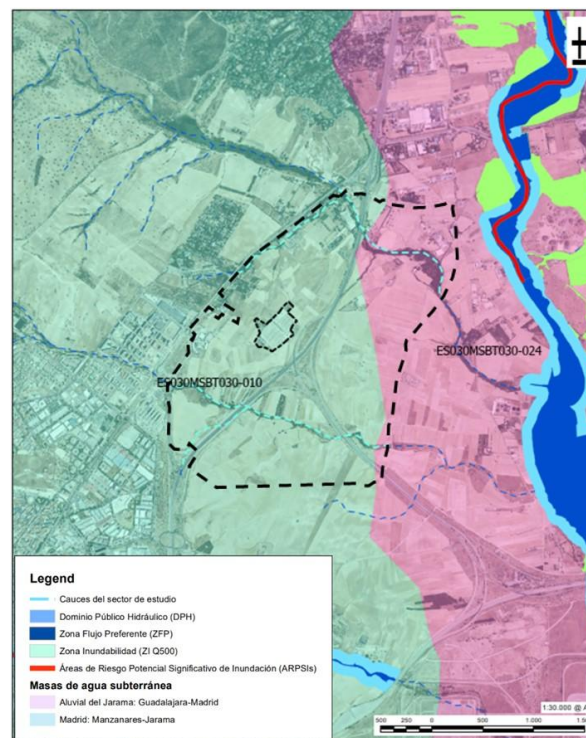 ES030MSBT030-024
ES030MSBT030-010
Legend
Cauces del sector de estudio
Dominio Público Hidráulico (DPH)
Zona Flujo Preferente (ZFP)
Zona Inundabilidad (ZI Q500)
Áreas de Riesgo Potencial Significativo de Inundación (ARPSIs)
Masas de agua subterránea
Aluvial del Jarama: Guadalajara-Madrid
Madrid: Manzanares-Jarama
1:30.000 @
500 250 0 500 1.000